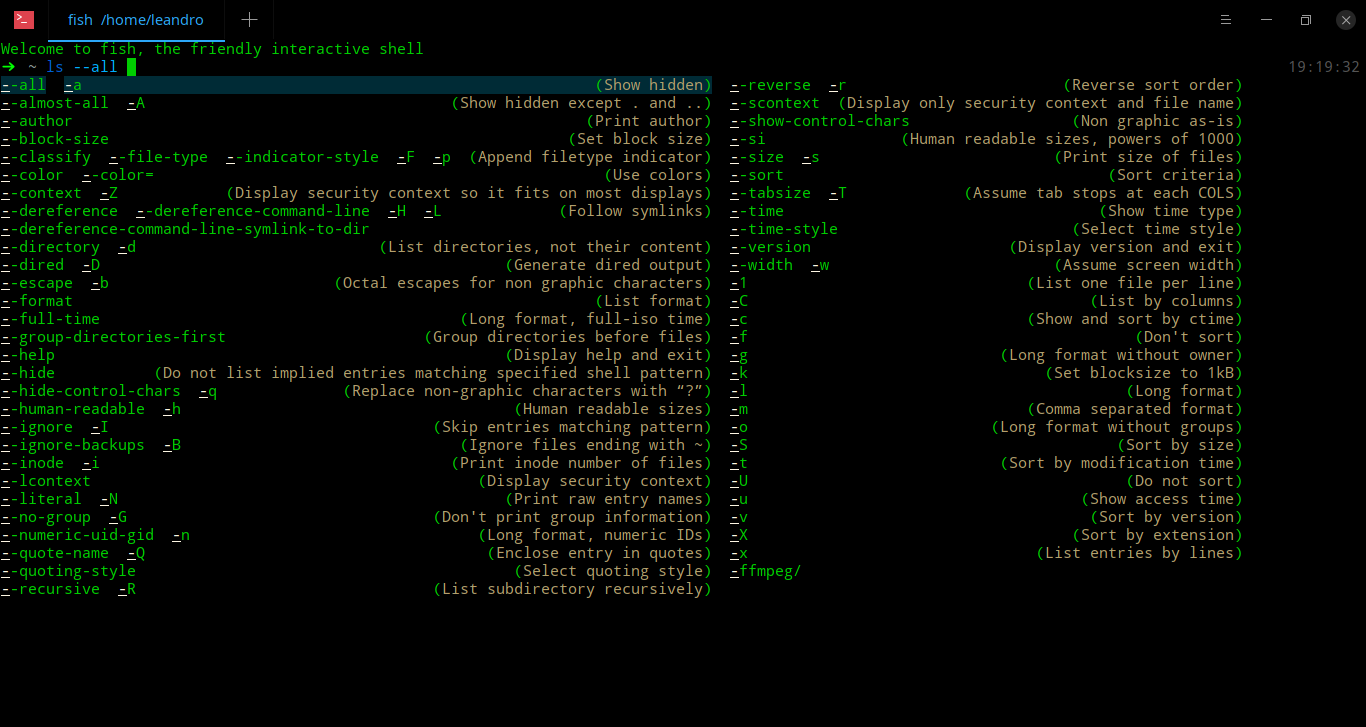 fish /home/leandro
Welcome to fish, the friendly interactive shell
➜ ~ ls --all 19:19:32
--all -a (Show hidden) --reverse -r (Reverse sort order)
--almost-all -A (Show hidden except . and ..) --scontext (Display only security context and file name)
--author (Print author) --show-control-chars (Non graphic as-is)
--block-size (Set block size) --si (Human readable sizes, powers of 1000)
--classify --file-type --indicator-style -F -p (Append filetype indicator) --size -s (Print size of files)
--color --color= (Use colors) --sort (Sort criteria)
--context -Z (Display security context so it fits on most displays) --tabsize -T (Assume tab stops at each COLS)
--dereference --dereference-command-line -H -L (Follow symlinks) --time (Show time type)
--dereference-command-line-symlink-to-dir --time-style (Select time style)
--directory -d (List directories, not their content) --version (Display version and exit)
--dired -D (Generate dired output) --width -w (Assume screen width)
--escape -b (Octal escapes for non graphic characters) -1 (List one file per line)
--format (List format) -C (List by columns)
--full-time (Long format, full-iso time) -c (Show and sort by ctime)
--group-directories-first (Group directories before files) -f (Don't sort)
--help (Display help and exit) -g (Long format without owner)
--hide (Do not list implied entries matching specified shell pattern) -k (Set blocksize to 1kB)
--hide-control-chars -q (Replace non-graphic characters with “?”) -l (Long format)
--human-readable -h (Human readable sizes) -m (Comma separated format)
--ignore -I (Skip entries matching pattern) -o (Long format without groups)
--ignore-backups -B (Ignore files ending with ~) -S (Sort by size)
--inode -i (Print inode number of files) -t (Sort by modification time)
--lcontext (Display security context) -U (Do not sort)
--literal -N (Print raw entry names) -u (Show access time)
--no-group -G (Don't print group information) -v (Sort by version)
--numeric-uid-gid -n (Long format, numeric IDs) -X (Sort by extension)
--quote-name -Q (Enclose entry in quotes) -x (List entries by lines)
--quoting-style (Select quoting style) -ffmpeg/
--recursive -R (List subdirectory recursively)